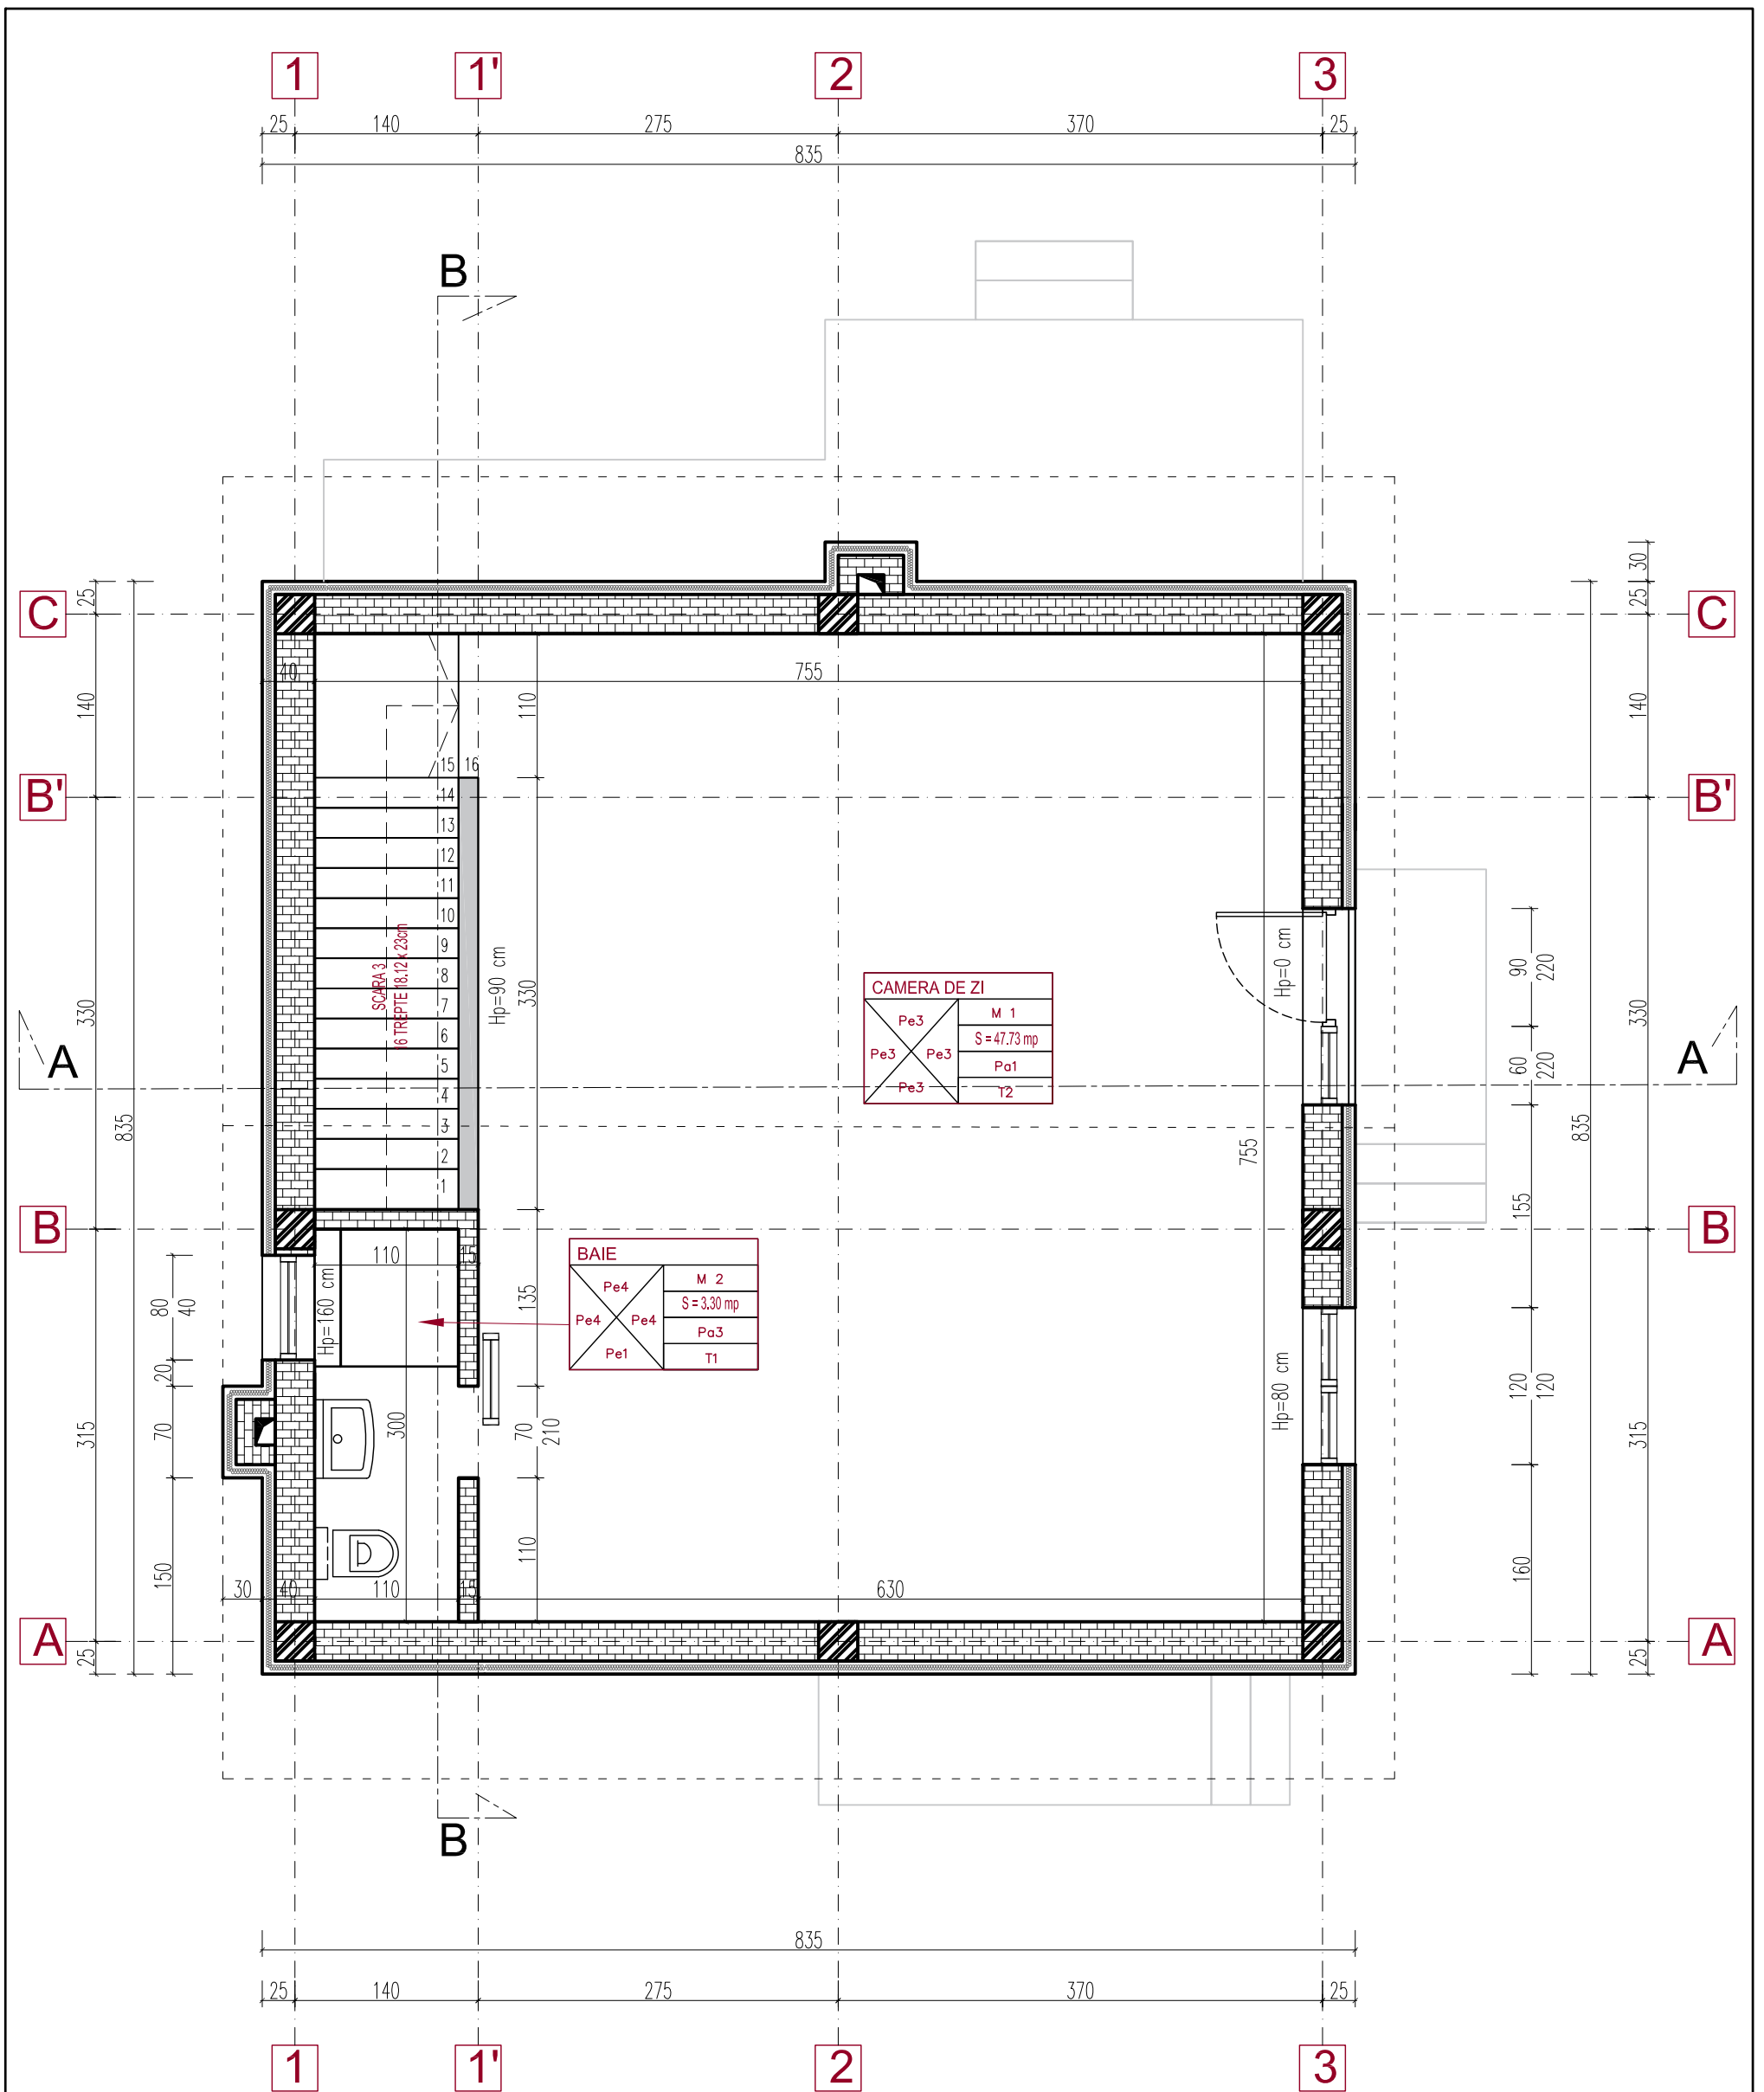 1 1' 2 3
25 140 275 370 25
835
B
30
25 25
C C
40 755
140 110 140
15 16
B' 14 B'
13
12
11
10
9
8
7
6
5
4
3
2
1
SCARA 3
16 TREPTE 18.12 x 23cm
Hp=90 cm
330
330
835
Hp=0 cm
90
220
60
220
330
835
CAMERA DE ZI
Pe3 M 1
S = 47.73 mp
Pe3 Pe3 Pa1
Pe3 T2
A A
755
155
B B
110 15
80
40
Hp=160 cm
135
BAIE
Pe4 M 2
S = 3.30 mp
Pe4 Pe4 Pa3
Pe1 T1
20
Hp=80 cm
120
120
315 70 300 70
210
315
150 110 160
30 40 110 15 630
A A
25 25
B
835
25 140 275 370 25
1 1' 2 3